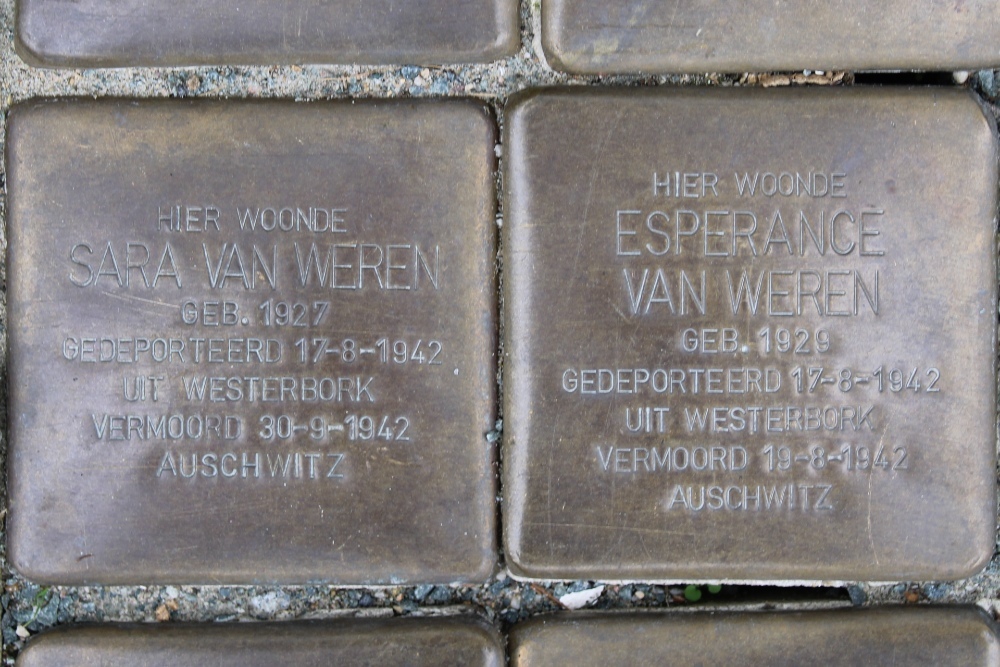 HIER WOONDE
SARA VAN WEREN
GEB. 1927
GEDEPORTEERD 17-8-1942
UIT WESTERBORK
VERMOORD 30-9-1942
AUSCHWITZ
HIER WOONDE
ESPERANCE
VAN WEREN
GEB. 1929
GEDEPORTEERD 17-8-1942
UIT WESTERBORK
VERMOORD 19-8-1942
AUSCHWITZ